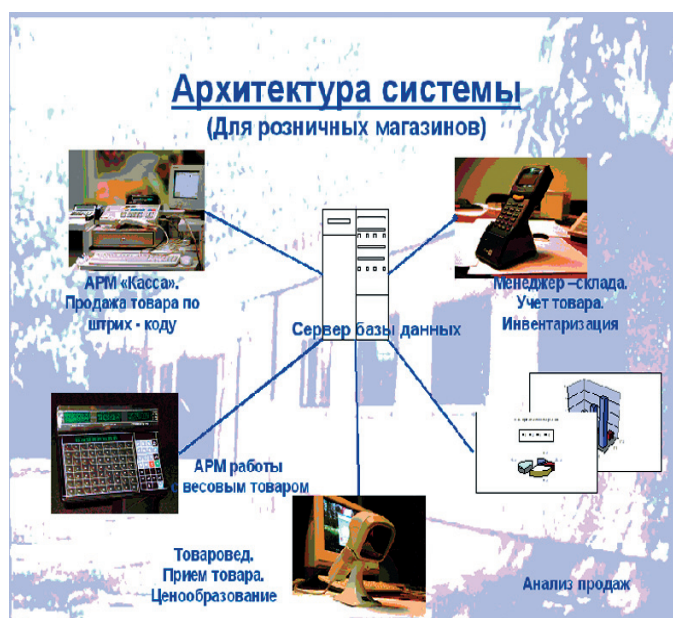 Архитектура системы
(Для розничных магазинов)
АРМ «Касса».
Продажа товара по
штрих - коду
Менеджер –склада.
Учет товара.
Инвентаризация
Сервер базы данных
АРМ работы
с весовым товаром
Товаровед.
Прием товара.
Ценообразование
Анализ продаж